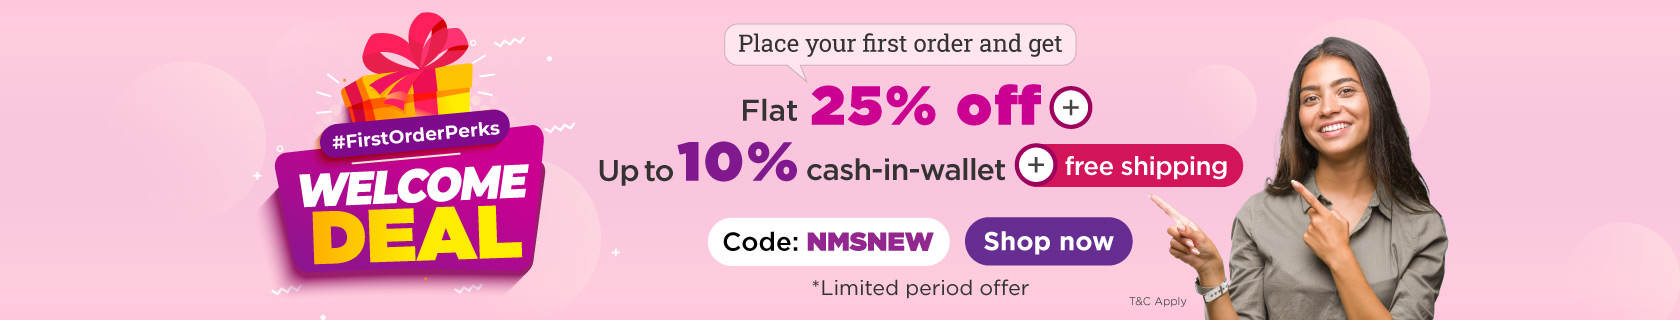 #FirstOrderPerks
WELCOME
DEAL
Place your first order and get
Flat 25% off +
Up to 10% cash-in-wallet + free shipping
Code: NMSNEW
Shop now
*Limited period offer
T&C Apply